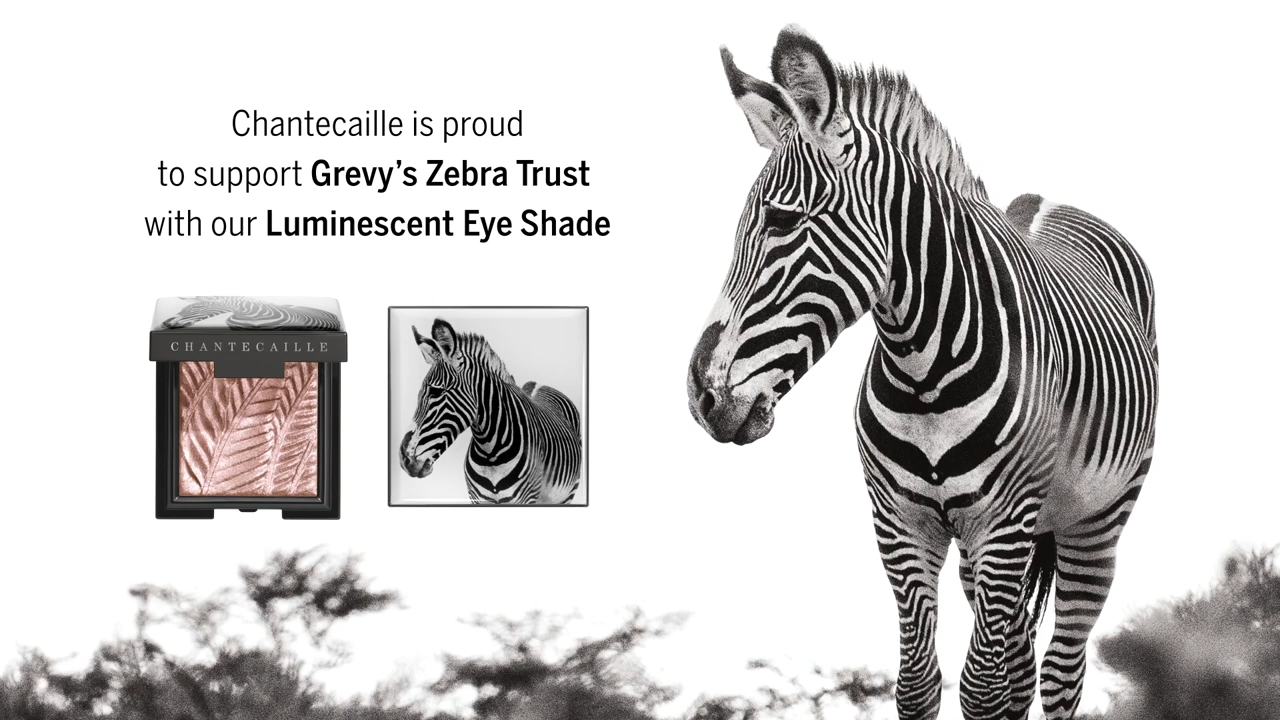 Chantecaille is proud
to support Grevy’s Zebra Trust
with our Luminescent Eye Shade
CHANTECAILLE